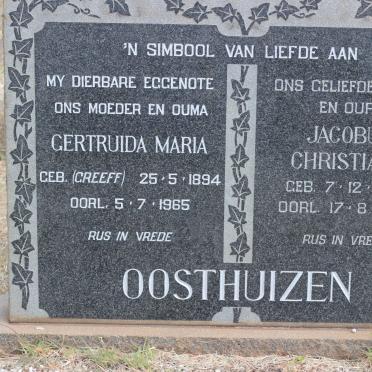 'N SIMBOOL VAN LIEFDE AAN
MY DIERBARE EGGENOTE
ONS MOEDER EN OUMA
GERTRUIDA MARIA
GEB. (GREEFF) 25·5·1894
OORL. 5·7·1965
RUS IN VREDE
ONS GELIEFDE
EN OU
JACOBU
CHRISTIA
GEB. 7·12·
OORL. 17·8
RUS IN VRE
OOSTHUIZEN